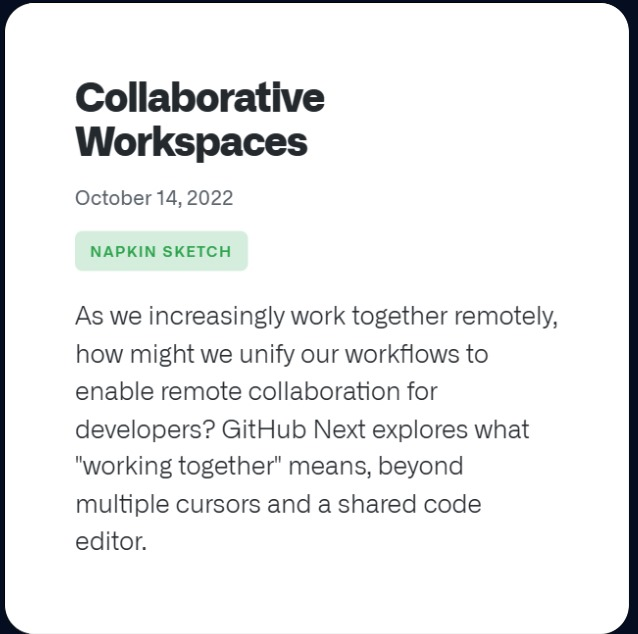 Collaborative
Workspaces
October 14, 2022
NAPKIN SKETCH
As we increasingly work together remotely,
how might we unify our workflows to
enable remote collaboration for
developers? GitHub Next explores what
"working together" means, beyond
multiple cursors and a shared code
editor.